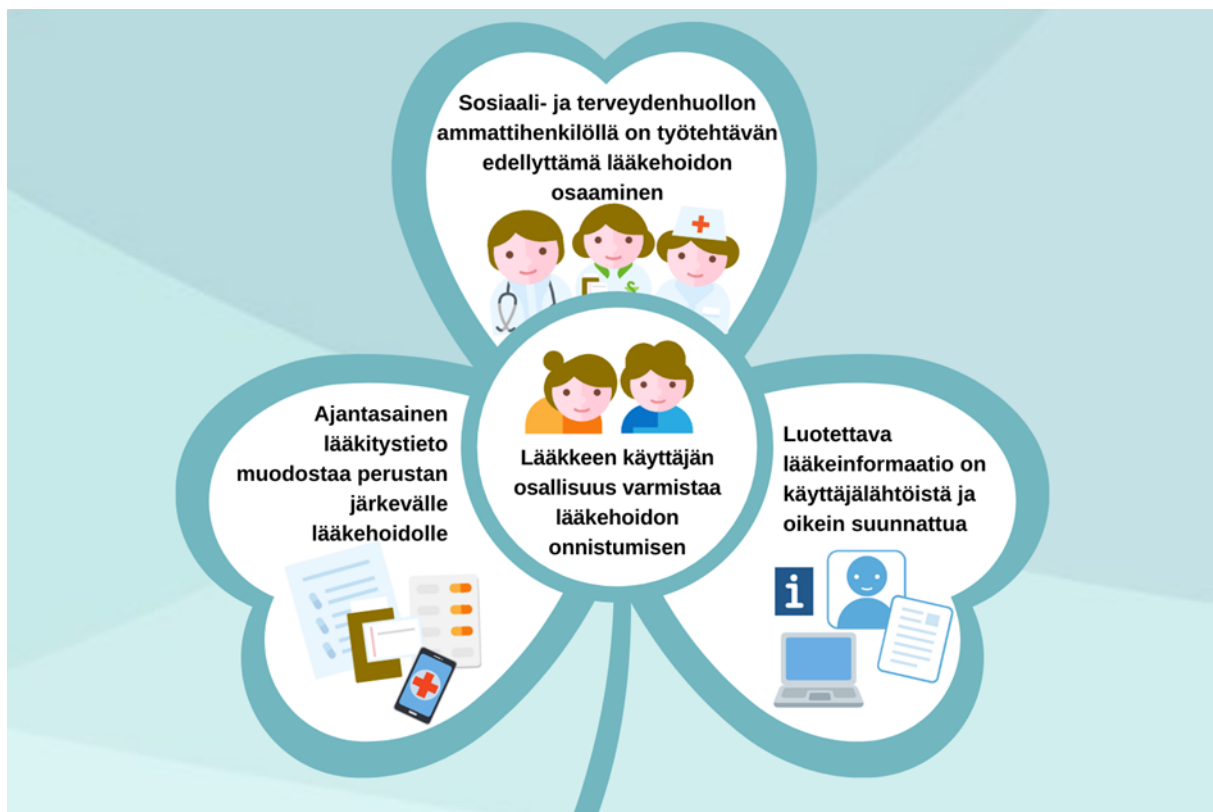 Sosiaali- ja terveydenhuollon
ammattihenkilöllä on työtehtävän
edellyttämä lääkehoidon
osaaminen
Ajantasainen
lääkitystieto
muodostaa perustan
järkevälle
lääkehoidolle
Lääkkeen käyttäjän
osallisuus varmistaa
lääkehoidon
onnistumisen
Luotettava
lääkeinformaatio on
käyttäjälähtöistä ja
oikein suunnattua
i